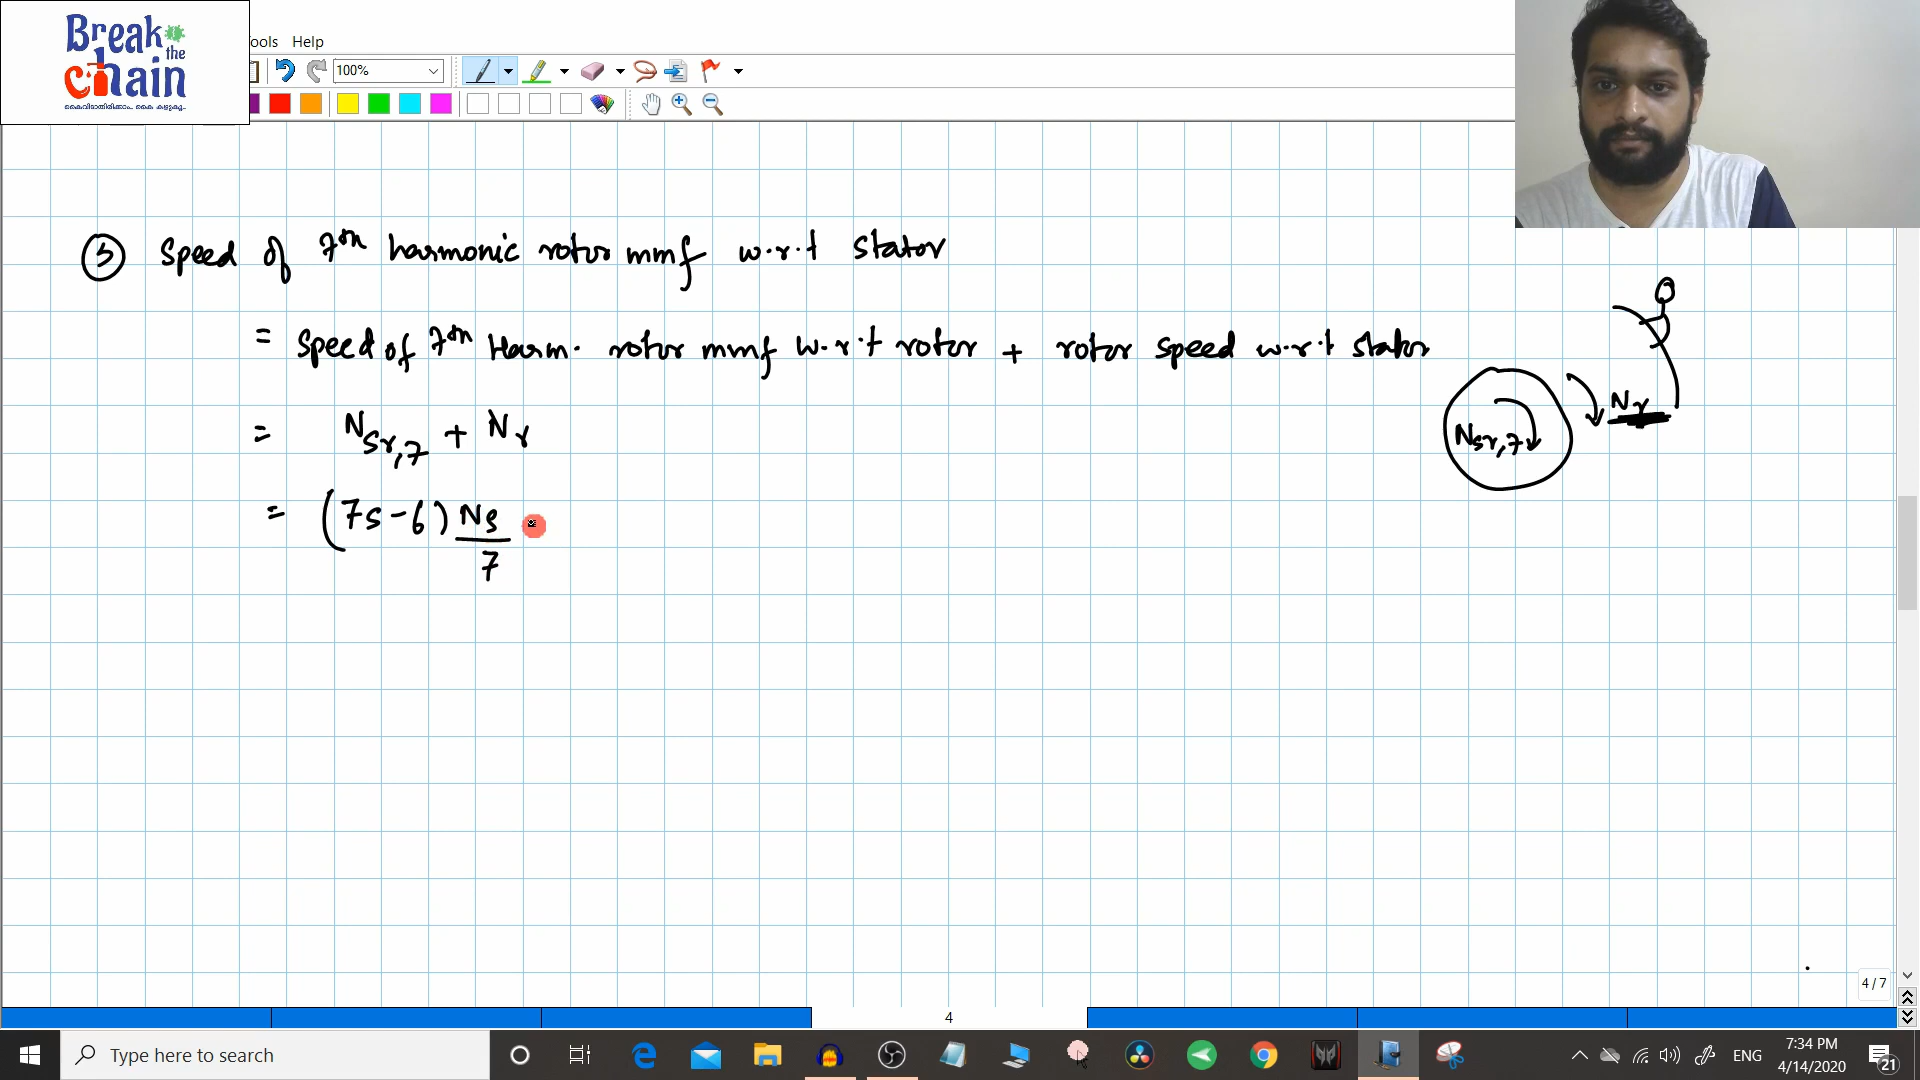 Break
the
chain
കൈവിടാതിരിക്കാം.. കൈ കഴുകൂ..
ools Help
100%
③ Speed of 7th harmonic rotor mmf w.r.t stator
= Speed of 7th Harm. rotor mmf w.r.t rotor + rotor speed w.r.t stator
= Nsr,7 + Nr
= (7s-6) Ns
7
Nr
Nsr,7
4 / 7
4
Type here to search
ENG
7:34 PM
4/14/2020
21